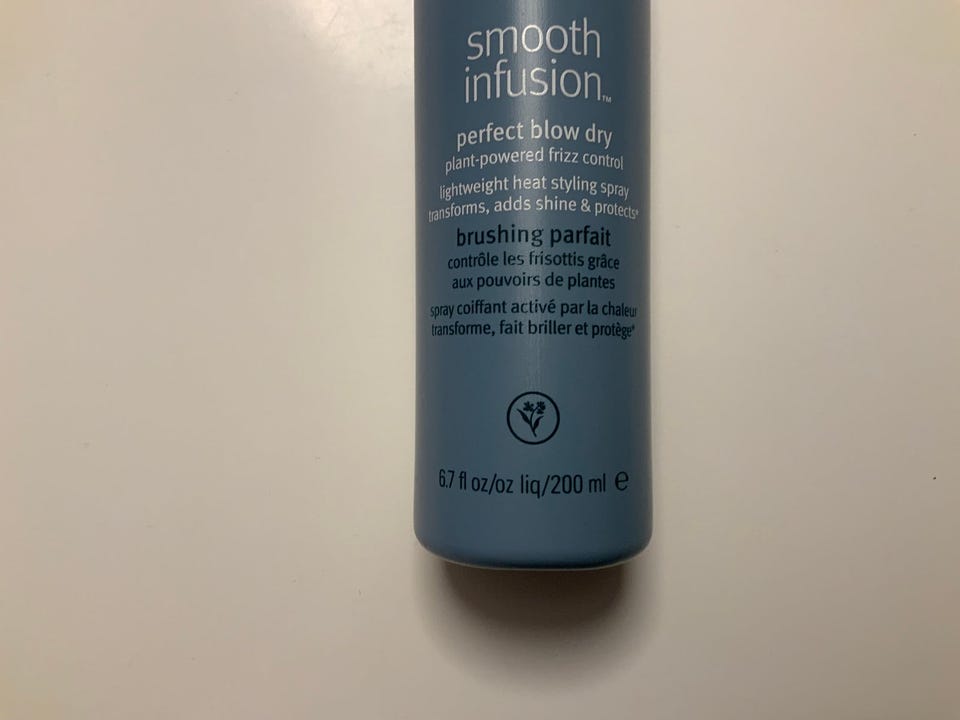 smooth
infusion™
perfect blow dry
plant-powered frizz control
lightweight heat styling spray
transforms, adds shine & protects*
brushing parfait
contrôle les frisottis grâce
aux pouvoirs de plantes
spray coiffant activé par la chaleur
transforme, fait briller et protège*
6.7 fl oz/oz liq/200 ml ℮